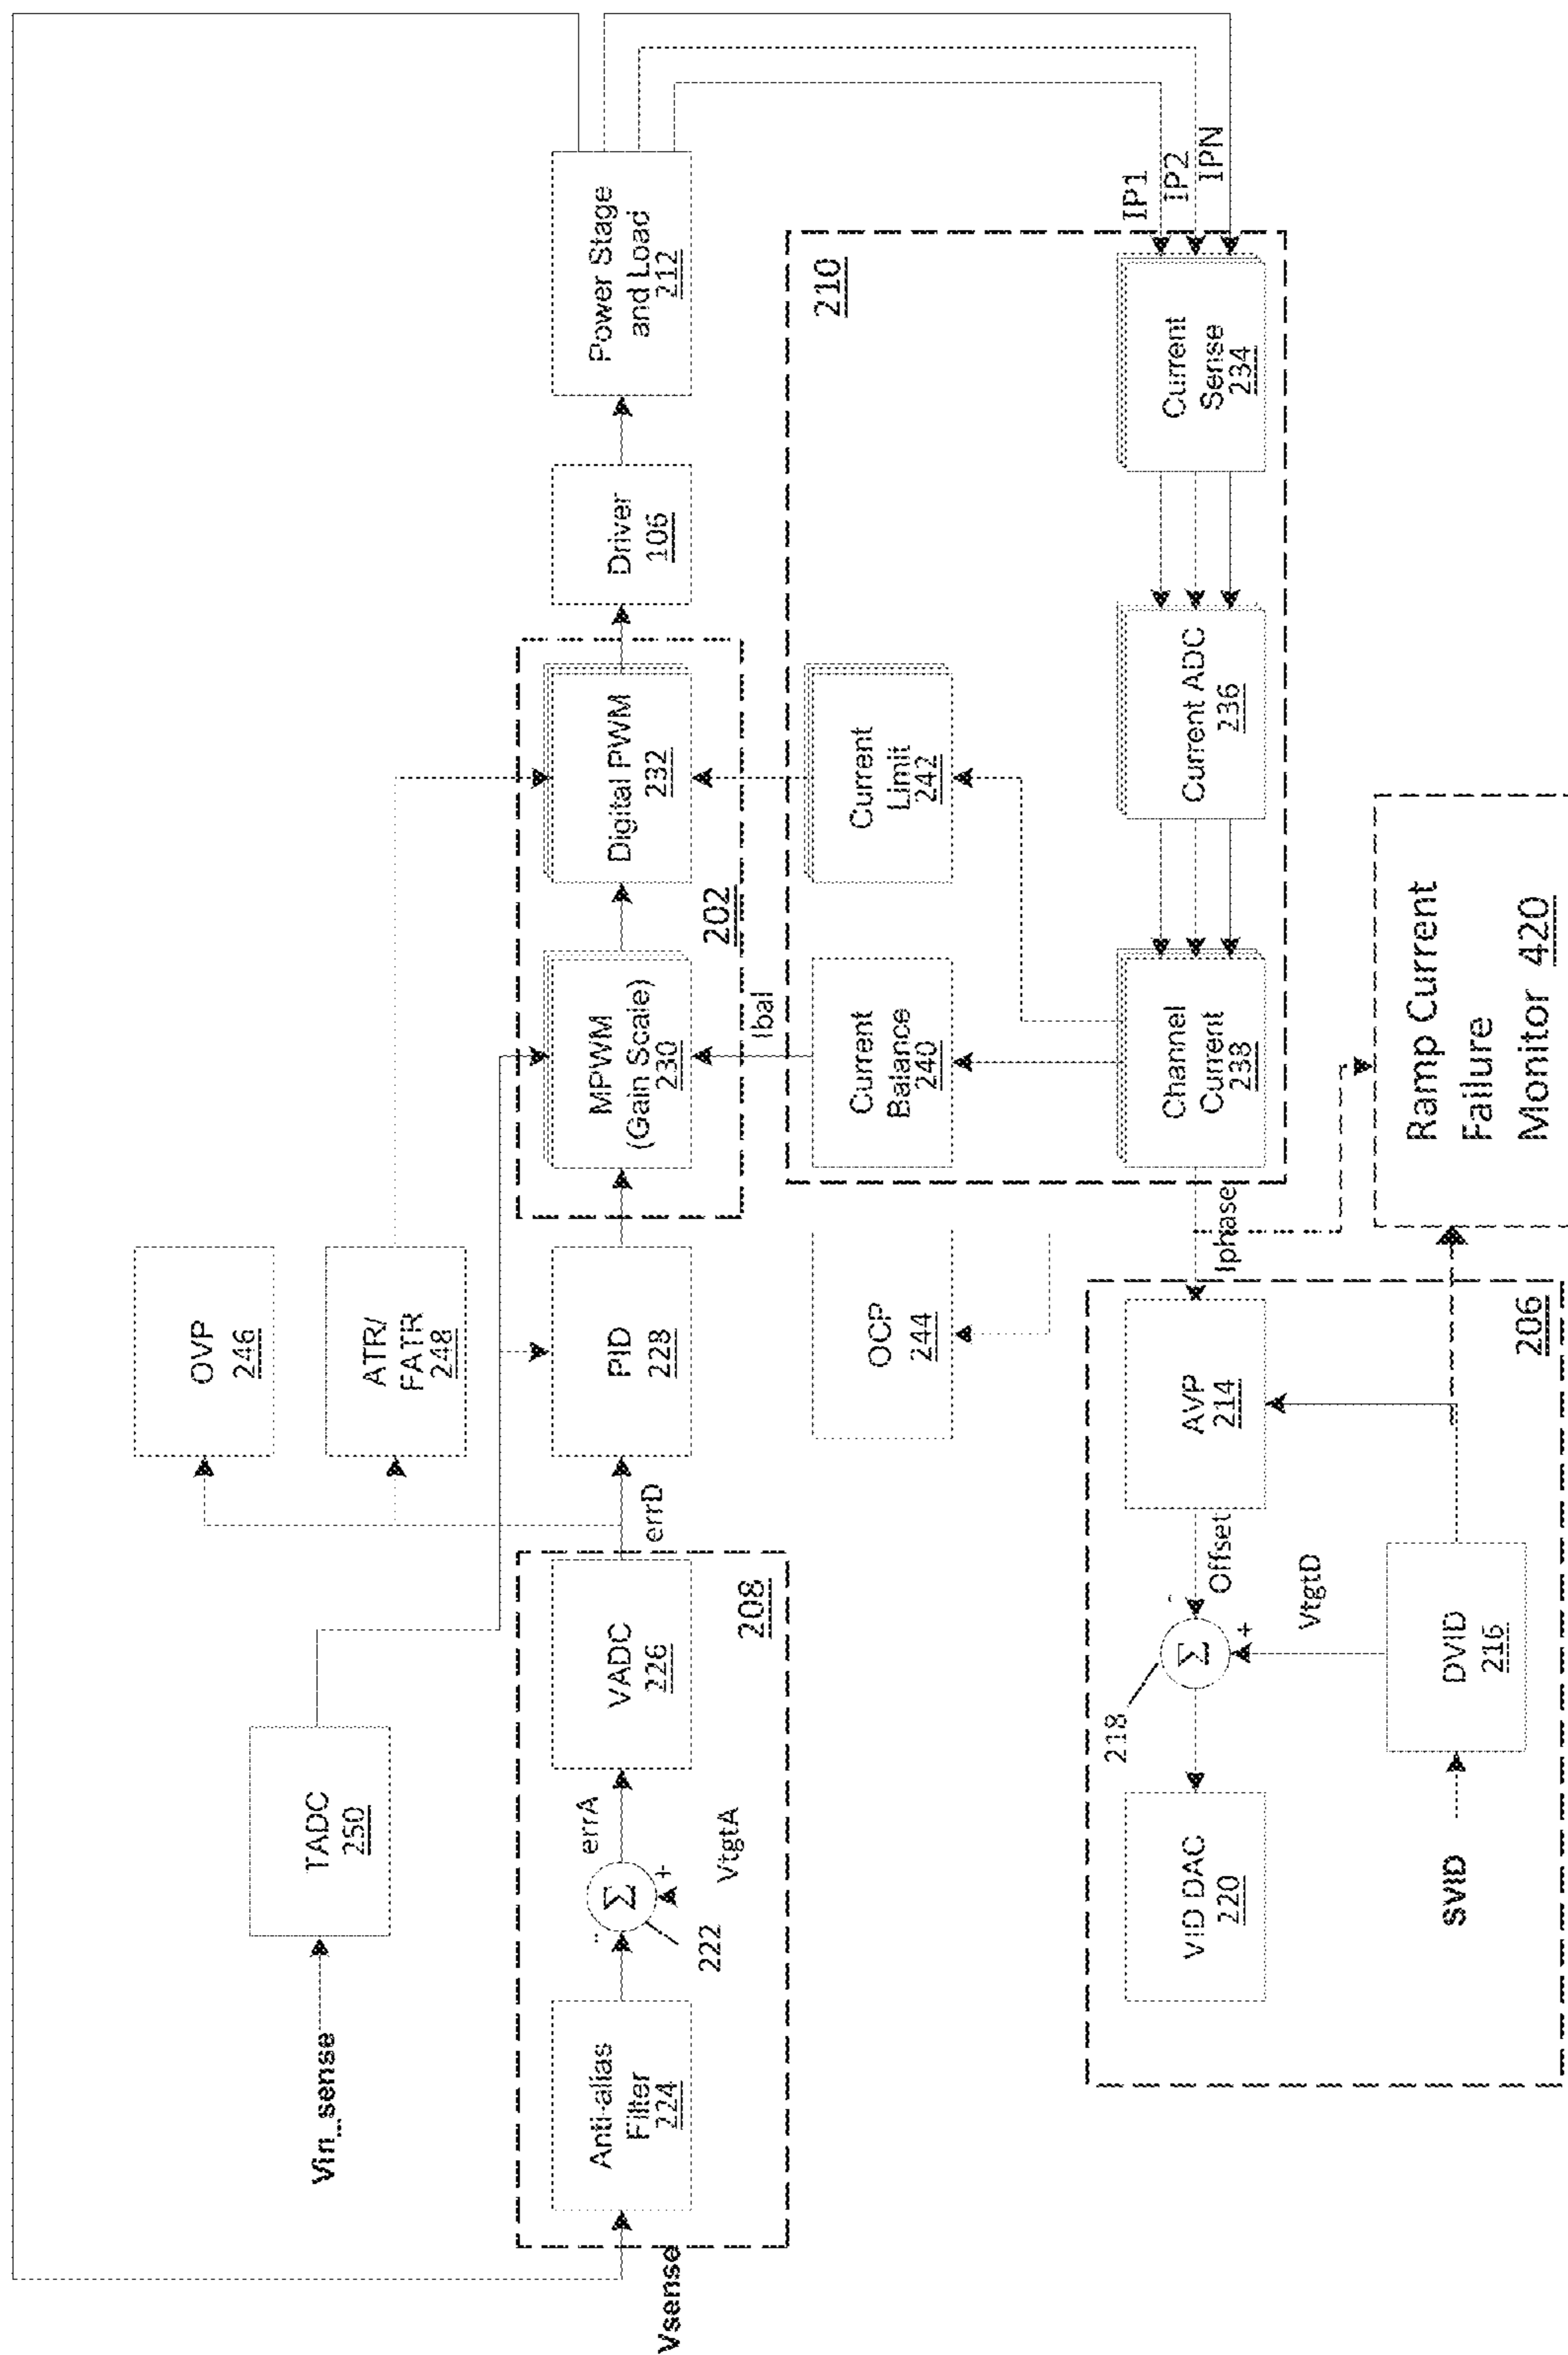 Vin_sense
TADC
250
OVP
246
ATR/
FATR
248
Vsense
Anti-alias
Filter
224
Σ
-
+
222
errA
VtgtA
VADC
226
208
errD
PID
228
MPWM
(Gain Scale)
230
Digital PWM
232
202
Driver
106
Power Stage
and Load
212
Ibal
OCP
244
Current
Balance
240
Current
Limit
242
210
Channel
Current
238
Current ADC
236
Current
Sense
234
IP1
IP2
IPN
Iphase
VID DAC
220
218
Σ
-
+
Offset
AVP
214
VtgtD
SVID
DVID
216
206
Ramp Current
Failure
Monitor 420